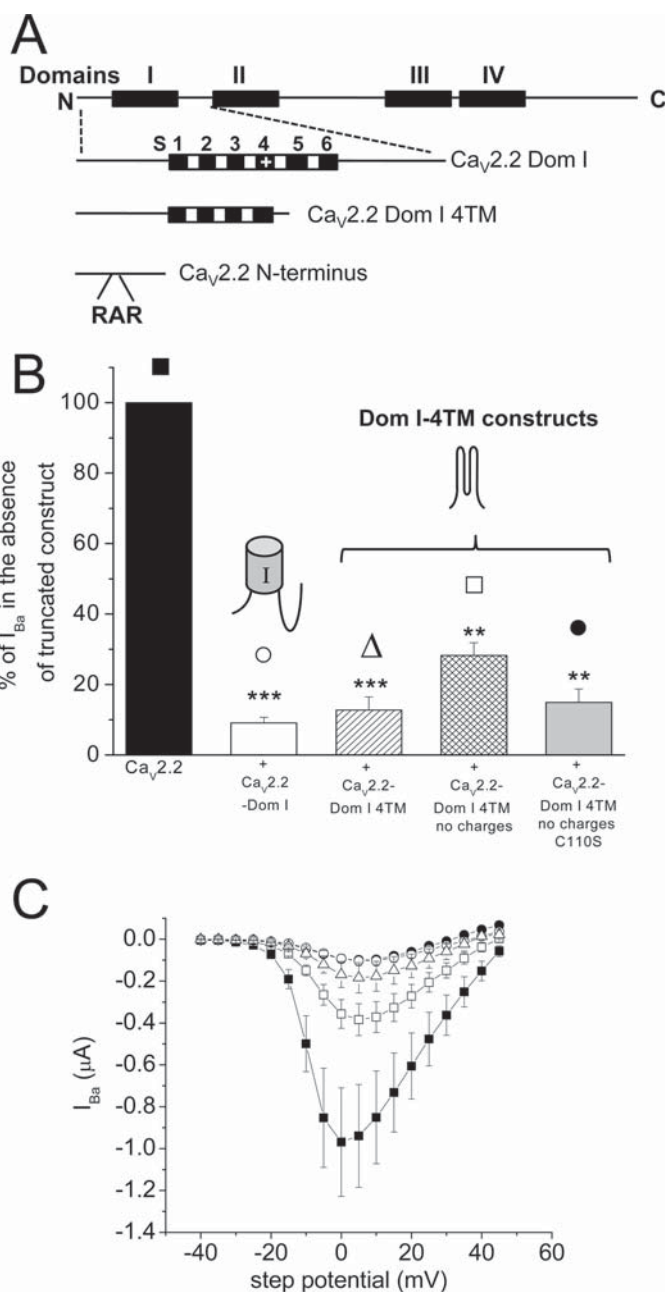 A
Domains I II III IV
N C
S 1 2 3 4 5 6
+
CaV2.2 Dom I
CaV2.2 Dom I 4TM
CaV2.2 N-terminus
RAR
B
% of IBa in the absence
of truncated construct
100
80
60
40
20
0
Dom I-4TM constructs
I
*** *** ** **
CaV2.2
+
CaV2.2
-Dom I
+
CaV2.2-
Dom I 4TM
+
CaV2.2-
Dom I 4TM
no charges
+
CaV2.2-
Dom I 4TM
no charges
C110S
C
IBa (μA)
0.0
-0.2
-0.4
-0.6
-0.8
-1.0
-1.2
-1.4
-40 -20 0 20 40 60
step potential (mV)